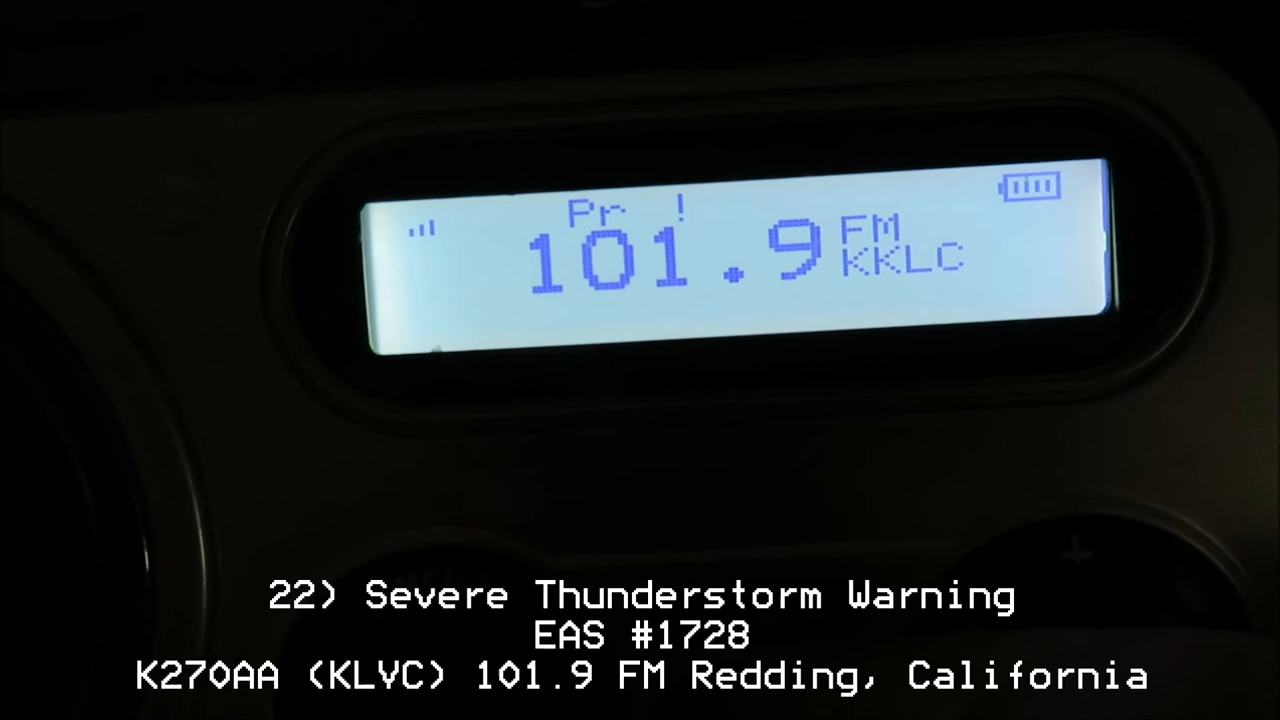 Pr !
101.9 FM
KKLC
22) Severe Thunderstorm Warning
EAS #1728
K270AA (KLVC) 101.9 FM Redding, California